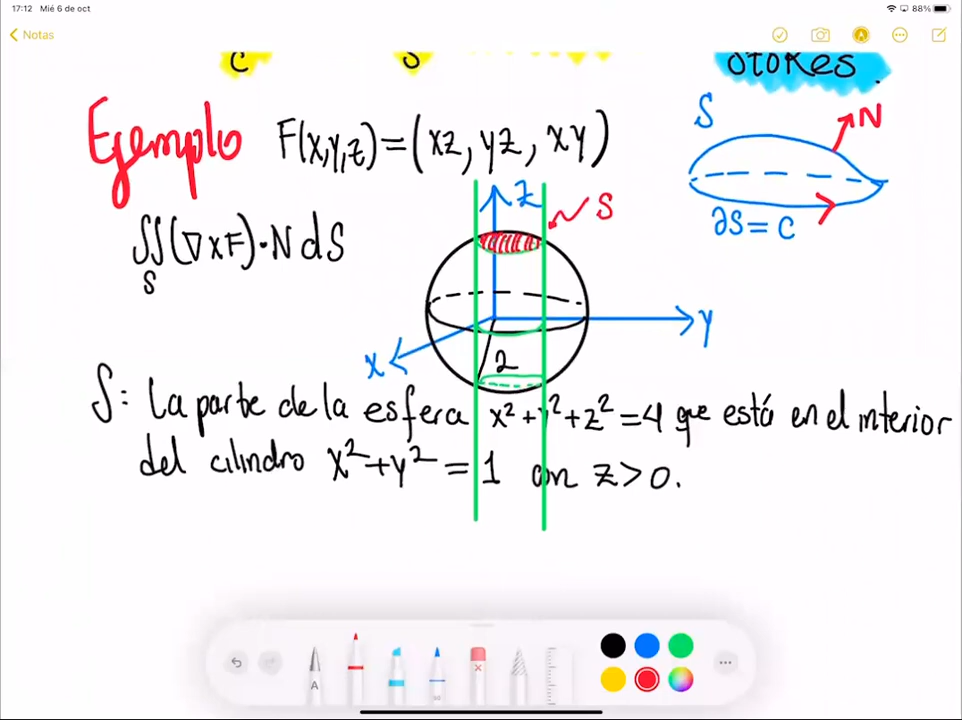 17:12 Mié 6 de oct
88%
Notas
C
S
Stokes.
Ejemplo F(x,y,z)=(xz, yz, xy)
S
N
∂S = C
∬(∇xF)·N dS
S
z
S
y
x
2
S: La parte de la esfera x²+y²+z²=4 que está en el interior
del cilindro x²+y²=1 con z>0.
A